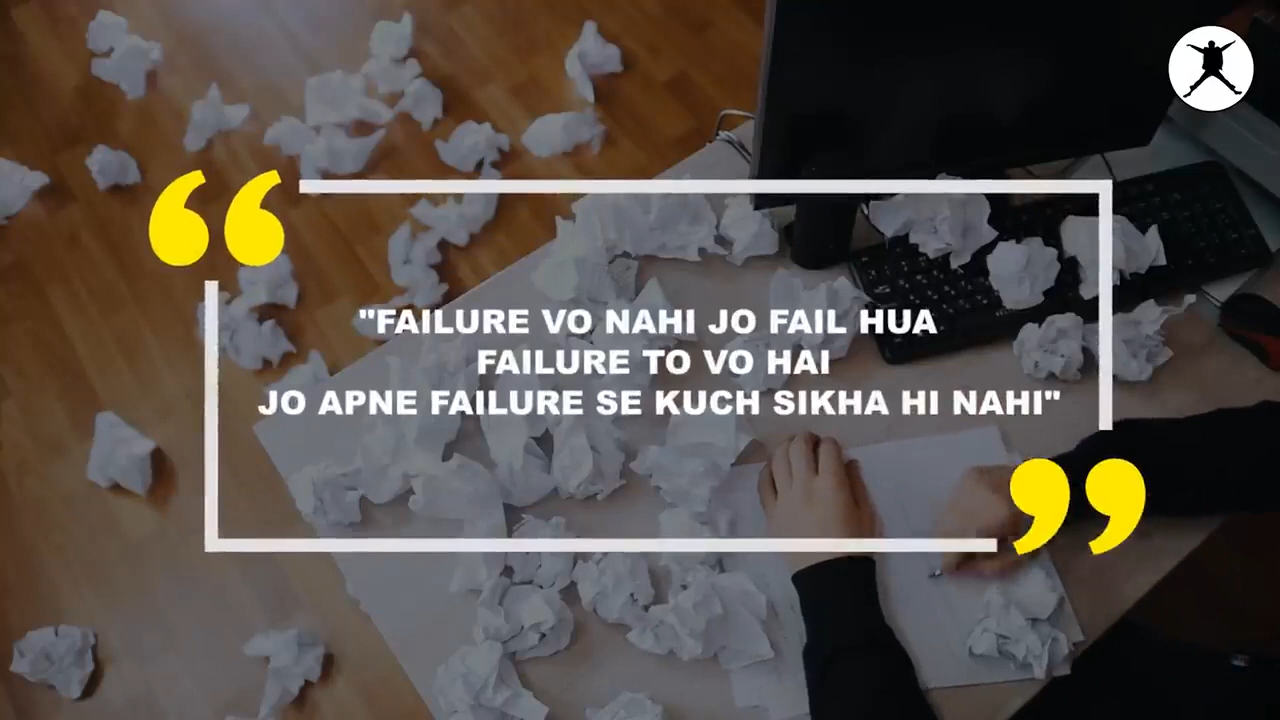 "FAILURE VO NAHI JO FAIL HUA
FAILURE TO VO HAI
JO APNE FAILURE SE KUCH SIKHA HI NAHI"